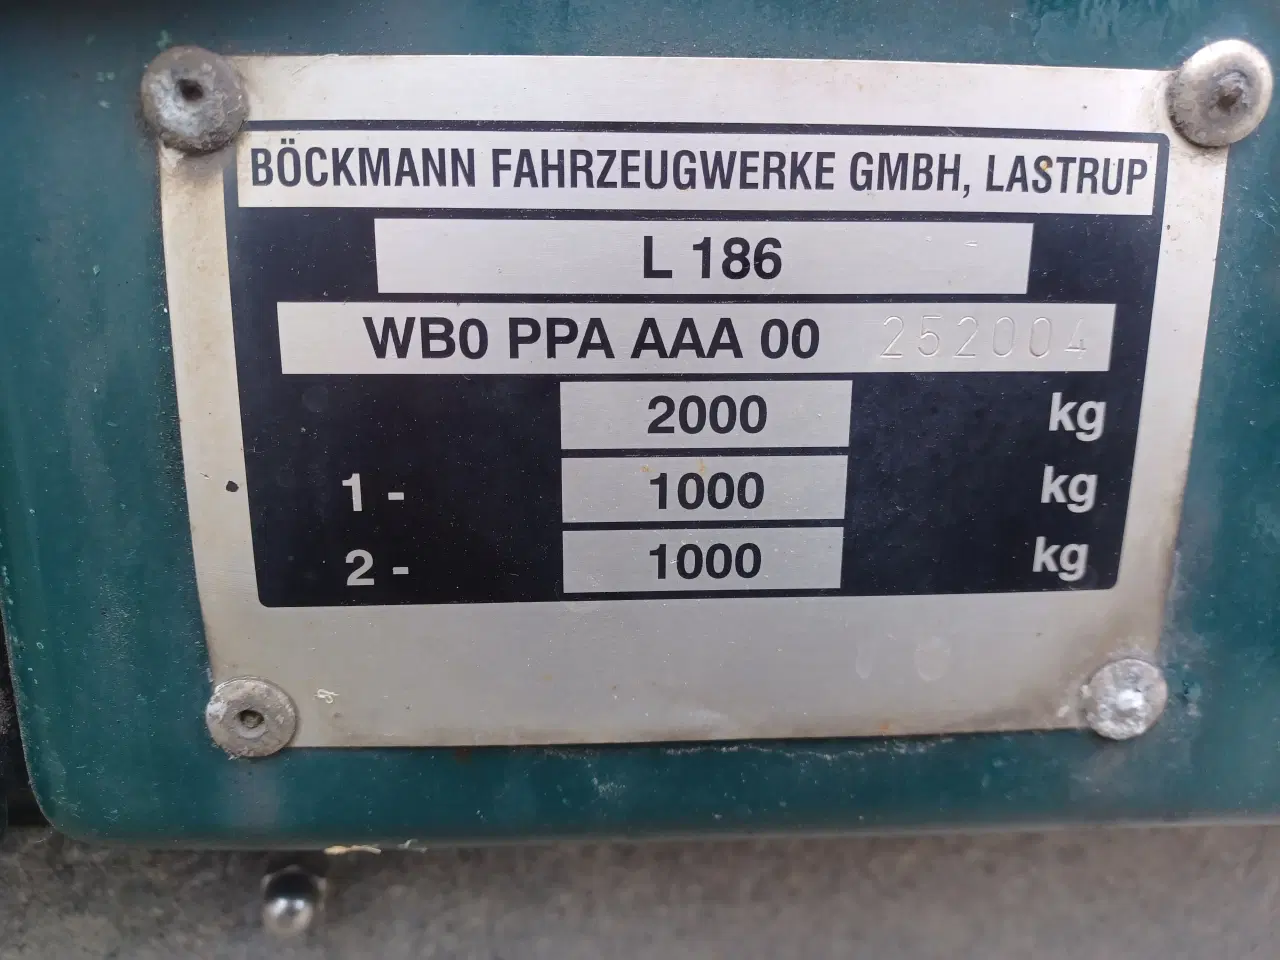 BÖCKMANN FAHRZEUGWERKE GMBH, LASTRUP
L 186
WB0 PPA AAA 00 252004
2000 kg
1 - 1000 kg
2 - 1000 kg